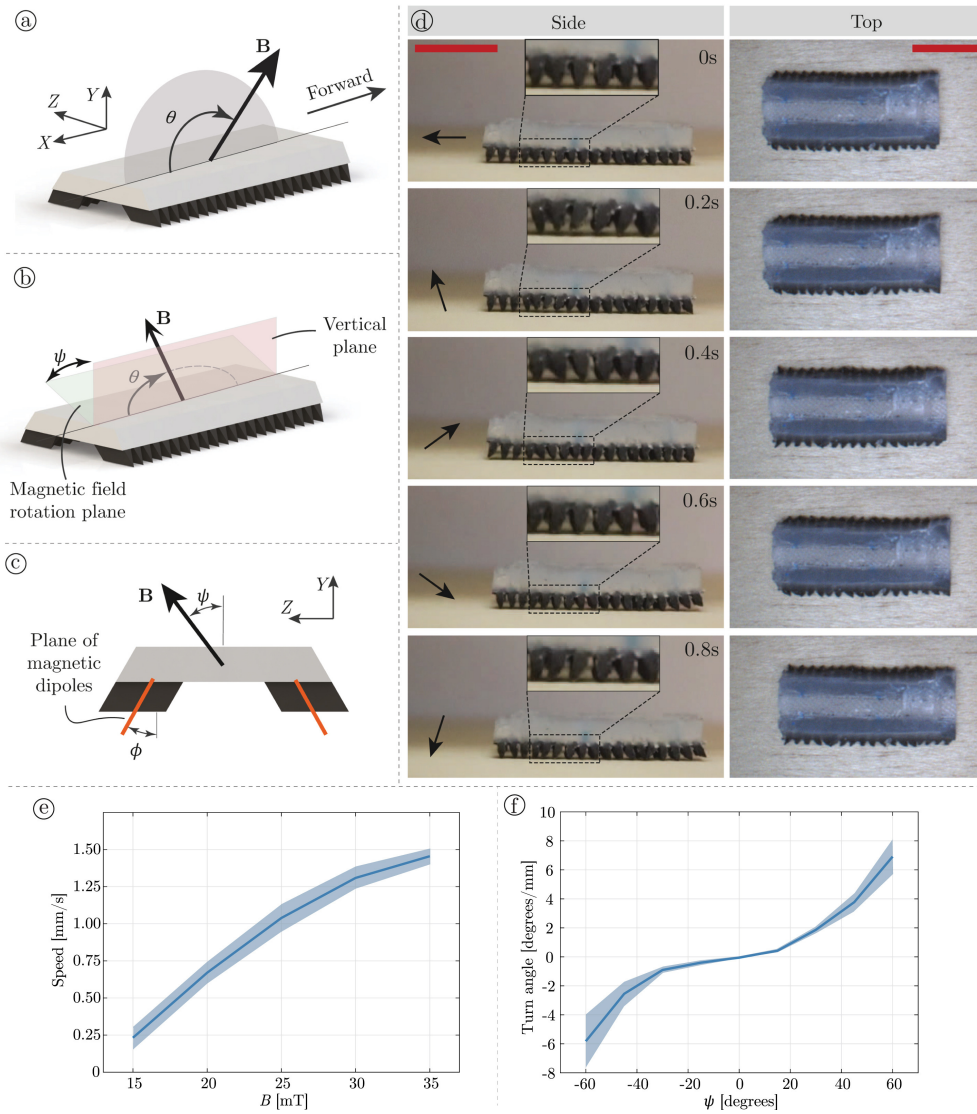 a
B
Forward
Y
Z
X
θ
b
B
Vertical
plane
ψ
θ
Magnetic field
rotation plane
c
B
ψ
Y
Z
Plane of
magnetic
dipoles
ϕ
d
Side
Top
0s
0.2s
0.4s
0.6s
0.8s
e
1.50
1.25
1.00
0.75
0.50
0.25
0
Speed [mm/s]
15
20
25
30
35
B [mT]
f
10
8
6
4
2
0
-2
-4
-6
-8
Turn angle [degrees/mm]
-60
-40
-20
0
20
40
60
ψ [degrees]